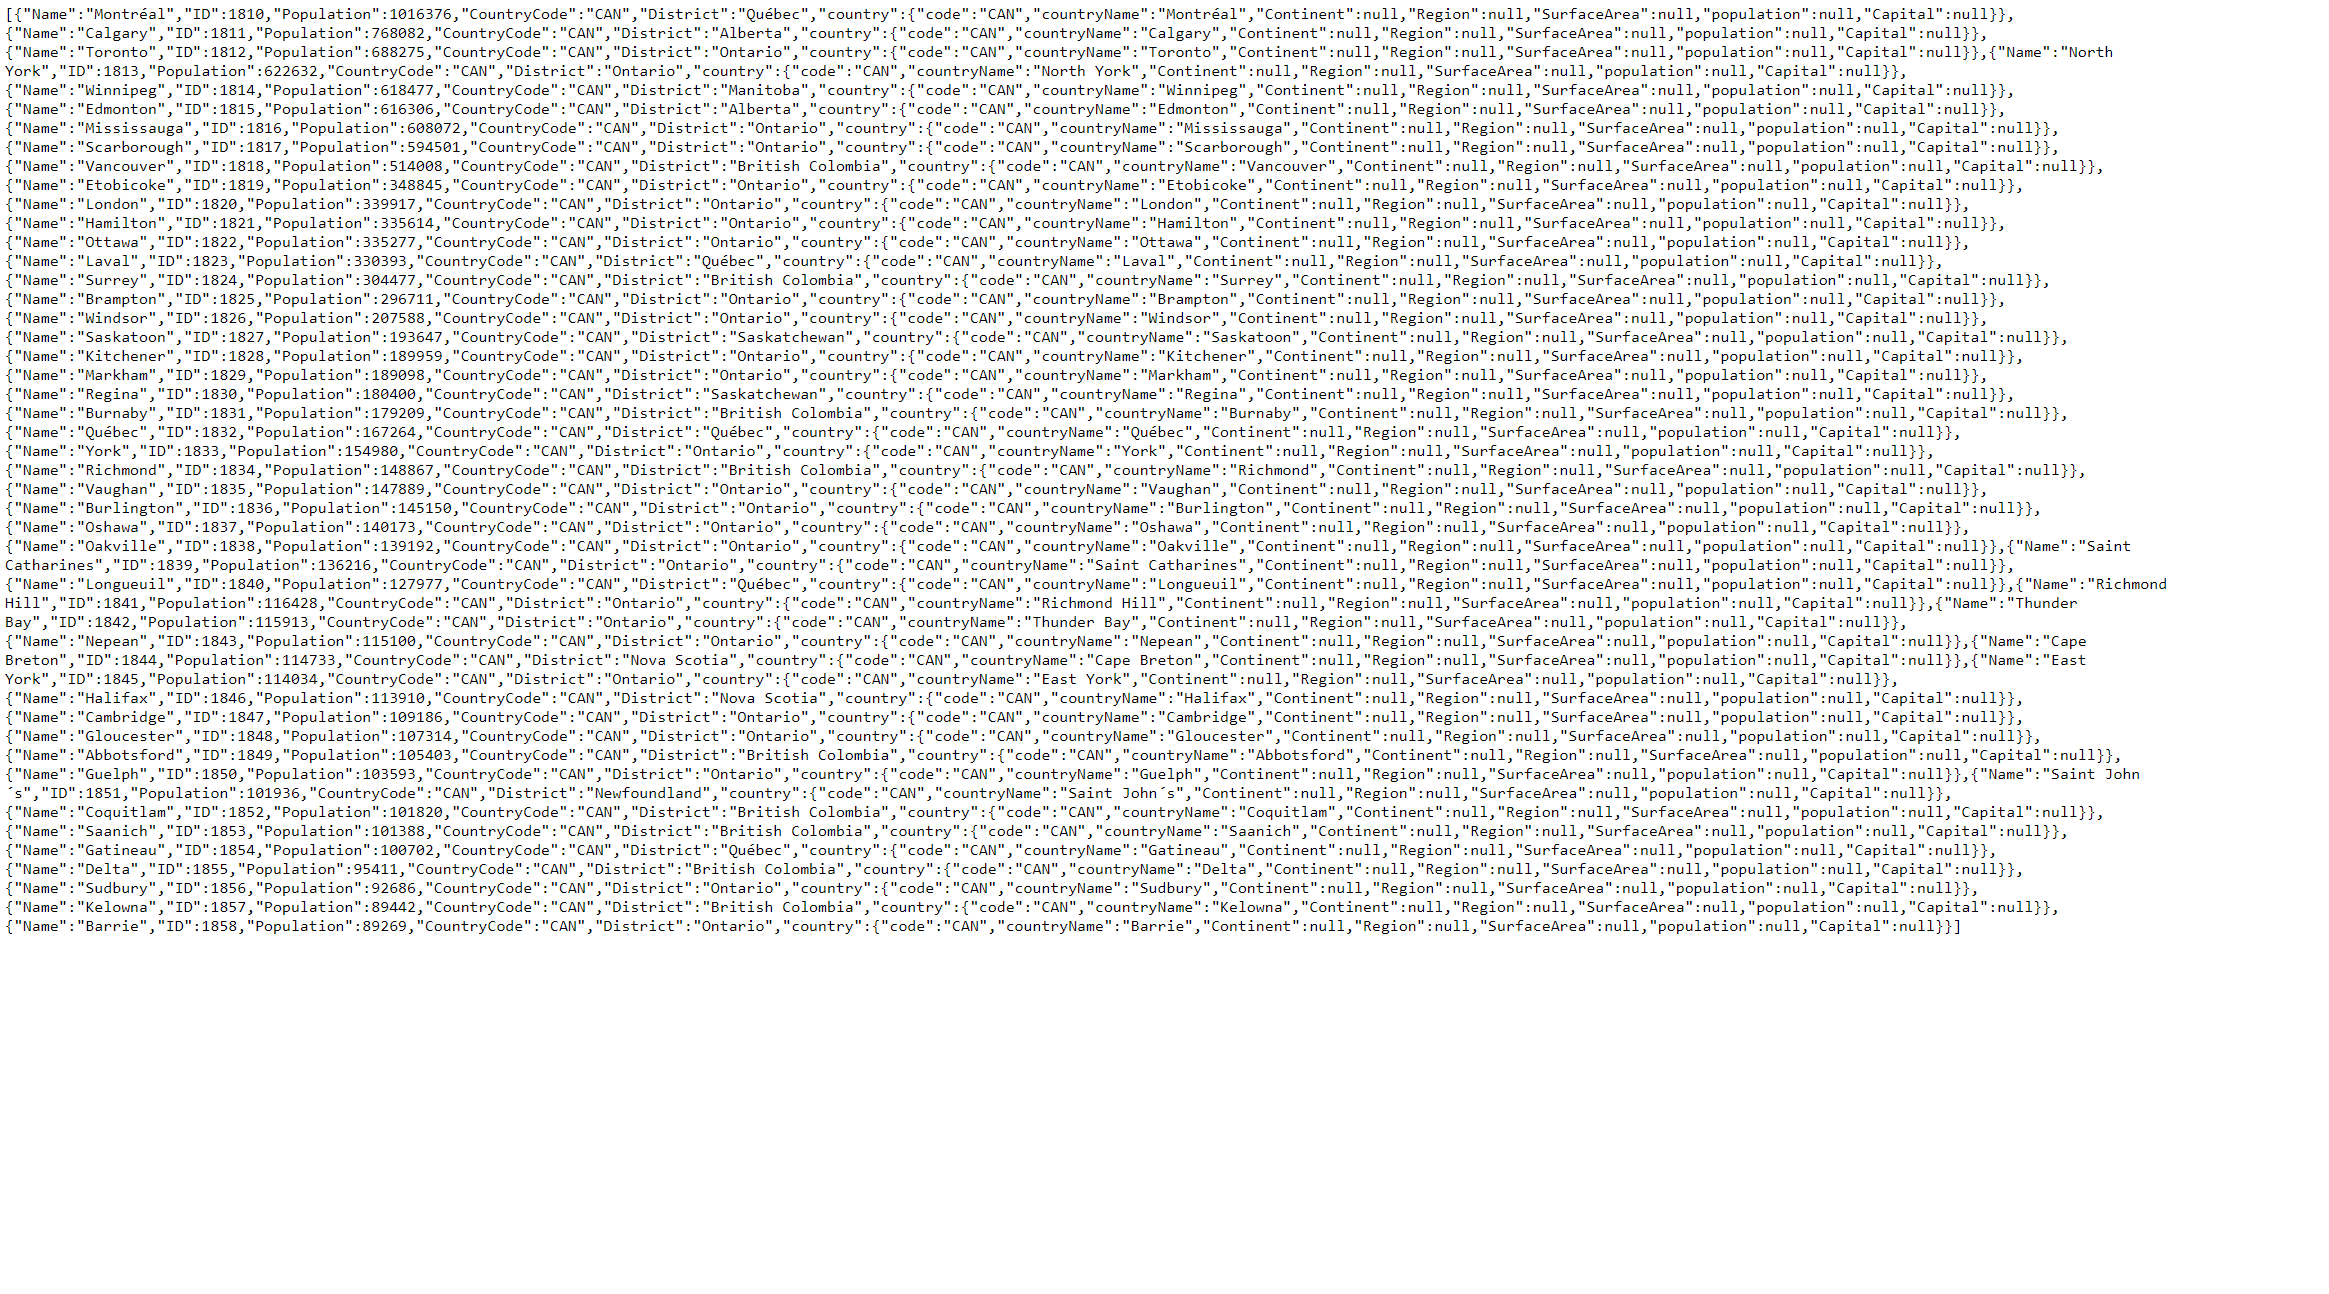 [{"Name":"Montréal","ID":1810,"Population":1016376,"CountryCode":"CAN","District":"Québec","country":{"code":"CAN","countryName":"Montréal","Continent":null,"Region":null,"SurfaceArea":null,"population":null,"Capital":null}},
{"Name":"Calgary","ID":1811,"Population":768082,"CountryCode":"CAN","District":"Alberta","country":{"code":"CAN","countryName":"Calgary","Continent":null,"Region":null,"SurfaceArea":null,"population":null,"Capital":null}},
{"Name":"Toronto","ID":1812,"Population":688275,"CountryCode":"CAN","District":"Ontario","country":{"code":"CAN","countryName":"Toronto","Continent":null,"Region":null,"SurfaceArea":null,"population":null,"Capital":null}},{"Name":"North
York","ID":1813,"Population":622632,"CountryCode":"CAN","District":"Ontario","country":{"code":"CAN","countryName":"North York","Continent":null,"Region":null,"SurfaceArea":null,"population":null,"Capital":null}},
{"Name":"Winnipeg","ID":1814,"Population":618477,"CountryCode":"CAN","District":"Manitoba","country":{"code":"CAN","countryName":"Winnipeg","Continent":null,"Region":null,"SurfaceArea":null,"population":null,"Capital":null}},
{"Name":"Edmonton","ID":1815,"Population":616306,"CountryCode":"CAN","District":"Alberta","country":{"code":"CAN","countryName":"Edmonton","Continent":null,"Region":null,"SurfaceArea":null,"population":null,"Capital":null}},
{"Name":"Mississauga","ID":1816,"Population":608072,"CountryCode":"CAN","District":"Ontario","country":{"code":"CAN","countryName":"Mississauga","Continent":null,"Region":null,"SurfaceArea":null,"population":null,"Capital":null}},
{"Name":"Scarborough","ID":1817,"Population":594501,"CountryCode":"CAN","District":"Ontario","country":{"code":"CAN","countryName":"Scarborough","Continent":null,"Region":null,"SurfaceArea":null,"population":null,"Capital":null}},
{"Name":"Vancouver","ID":1818,"Population":514008,"CountryCode":"CAN","District":"British Colombia","country":{"code":"CAN","countryName":"Vancouver","Continent":null,"Region":null,"SurfaceArea":null,"population":null,"Capital":null}},
{"Name":"Etobicoke","ID":1819,"Population":348845,"CountryCode":"CAN","District":"Ontario","country":{"code":"CAN","countryName":"Etobicoke","Continent":null,"Region":null,"SurfaceArea":null,"population":null,"Capital":null}},
{"Name":"London","ID":1820,"Population":339917,"CountryCode":"CAN","District":"Ontario","country":{"code":"CAN","countryName":"London","Continent":null,"Region":null,"SurfaceArea":null,"population":null,"Capital":null}},
{"Name":"Hamilton","ID":1821,"Population":335614,"CountryCode":"CAN","District":"Ontario","country":{"code":"CAN","countryName":"Hamilton","Continent":null,"Region":null,"SurfaceArea":null,"population":null,"Capital":null}},
{"Name":"Ottawa","ID":1822,"Population":335277,"CountryCode":"CAN","District":"Ontario","country":{"code":"CAN","countryName":"Ottawa","Continent":null,"Region":null,"SurfaceArea":null,"population":null,"Capital":null}},
{"Name":"Laval","ID":1823,"Population":330393,"CountryCode":"CAN","District":"Québec","country":{"code":"CAN","countryName":"Laval","Continent":null,"Region":null,"SurfaceArea":null,"population":null,"Capital":null}},
{"Name":"Surrey","ID":1824,"Population":304477,"CountryCode":"CAN","District":"British Colombia","country":{"code":"CAN","countryName":"Surrey","Continent":null,"Region":null,"SurfaceArea":null,"population":null,"Capital":null}},
{"Name":"Brampton","ID":1825,"Population":296711,"CountryCode":"CAN","District":"Ontario","country":{"code":"CAN","countryName":"Brampton","Continent":null,"Region":null,"SurfaceArea":null,"population":null,"Capital":null}},
{"Name":"Windsor","ID":1826,"Population":207588,"CountryCode":"CAN","District":"Ontario","country":{"code":"CAN","countryName":"Windsor","Continent":null,"Region":null,"SurfaceArea":null,"population":null,"Capital":null}},
{"Name":"Saskatoon","ID":1827,"Population":193647,"CountryCode":"CAN","District":"Saskatchewan","country":{"code":"CAN","countryName":"Saskatoon","Continent":null,"Region":null,"SurfaceArea":null,"population":null,"Capital":null}},
{"Name":"Kitchener","ID":1828,"Population":189959,"CountryCode":"CAN","District":"Ontario","country":{"code":"CAN","countryName":"Kitchener","Continent":null,"Region":null,"SurfaceArea":null,"population":null,"Capital":null}},
{"Name":"Markham","ID":1829,"Population":189098,"CountryCode":"CAN","District":"Ontario","country":{"code":"CAN","countryName":"Markham","Continent":null,"Region":null,"SurfaceArea":null,"population":null,"Capital":null}},
{"Name":"Regina","ID":1830,"Population":180400,"CountryCode":"CAN","District":"Saskatchewan","country":{"code":"CAN","countryName":"Regina","Continent":null,"Region":null,"SurfaceArea":null,"population":null,"Capital":null}},
{"Name":"Burnaby","ID":1831,"Population":179209,"CountryCode":"CAN","District":"British Colombia","country":{"code":"CAN","countryName":"Burnaby","Continent":null,"Region":null,"SurfaceArea":null,"population":null,"Capital":null}},
{"Name":"Québec","ID":1832,"Population":167264,"CountryCode":"CAN","District":"Québec","country":{"code":"CAN","countryName":"Québec","Continent":null,"Region":null,"SurfaceArea":null,"population":null,"Capital":null}},
{"Name":"York","ID":1833,"Population":154980,"CountryCode":"CAN","District":"Ontario","country":{"code":"CAN","countryName":"York","Continent":null,"Region":null,"SurfaceArea":null,"population":null,"Capital":null}},
{"Name":"Richmond","ID":1834,"Population":148867,"CountryCode":"CAN","District":"British Colombia","country":{"code":"CAN","countryName":"Richmond","Continent":null,"Region":null,"SurfaceArea":null,"population":null,"Capital":null}},
{"Name":"Vaughan","ID":1835,"Population":147889,"CountryCode":"CAN","District":"Ontario","country":{"code":"CAN","countryName":"Vaughan","Continent":null,"Region":null,"SurfaceArea":null,"population":null,"Capital":null}},
{"Name":"Burlington","ID":1836,"Population":145150,"CountryCode":"CAN","District":"Ontario","country":{"code":"CAN","countryName":"Burlington","Continent":null,"Region":null,"SurfaceArea":null,"population":null,"Capital":null}},
{"Name":"Oshawa","ID":1837,"Population":140173,"CountryCode":"CAN","District":"Ontario","country":{"code":"CAN","countryName":"Oshawa","Continent":null,"Region":null,"SurfaceArea":null,"population":null,"Capital":null}},
{"Name":"Oakville","ID":1838,"Population":139192,"CountryCode":"CAN","District":"Ontario","country":{"code":"CAN","countryName":"Oakville","Continent":null,"Region":null,"SurfaceArea":null,"population":null,"Capital":null}},{"Name":"Saint
Catharines","ID":1839,"Population":136216,"CountryCode":"CAN","District":"Ontario","country":{"code":"CAN","countryName":"Saint Catharines","Continent":null,"Region":null,"SurfaceArea":null,"population":null,"Capital":null}},
{"Name":"Longueuil","ID":1840,"Population":127977,"CountryCode":"CAN","District":"Québec","country":{"code":"CAN","countryName":"Longueuil","Continent":null,"Region":null,"SurfaceArea":null,"population":null,"Capital":null}},{"Name":"Richmond
Hill","ID":1841,"Population":116428,"CountryCode":"CAN","District":"Ontario","country":{"code":"CAN","countryName":"Richmond Hill","Continent":null,"Region":null,"SurfaceArea":null,"population":null,"Capital":null}},{"Name":"Thunder
Bay","ID":1842,"Population":115913,"CountryCode":"CAN","District":"Ontario","country":{"code":"CAN","countryName":"Thunder Bay","Continent":null,"Region":null,"SurfaceArea":null,"population":null,"Capital":null}},
{"Name":"Nepean","ID":1843,"Population":115100,"CountryCode":"CAN","District":"Ontario","country":{"code":"CAN","countryName":"Nepean","Continent":null,"Region":null,"SurfaceArea":null,"population":null,"Capital":null}},{"Name":"Cape
Breton","ID":1844,"Population":114733,"CountryCode":"CAN","District":"Nova Scotia","country":{"code":"CAN","countryName":"Cape Breton","Continent":null,"Region":null,"SurfaceArea":null,"population":null,"Capital":null}},{"Name":"East
York","ID":1845,"Population":114034,"CountryCode":"CAN","District":"Ontario","country":{"code":"CAN","countryName":"East York","Continent":null,"Region":null,"SurfaceArea":null,"population":null,"Capital":null}},
{"Name":"Halifax","ID":1846,"Population":113910,"CountryCode":"CAN","District":"Nova Scotia","country":{"code":"CAN","countryName":"Halifax","Continent":null,"Region":null,"SurfaceArea":null,"population":null,"Capital":null}},
{"Name":"Cambridge","ID":1847,"Population":109186,"CountryCode":"CAN","District":"Ontario","country":{"code":"CAN","countryName":"Cambridge","Continent":null,"Region":null,"SurfaceArea":null,"population":null,"Capital":null}},
{"Name":"Gloucester","ID":1848,"Population":107314,"CountryCode":"CAN","District":"Ontario","country":{"code":"CAN","countryName":"Gloucester","Continent":null,"Region":null,"SurfaceArea":null,"population":null,"Capital":null}},
{"Name":"Abbotsford","ID":1849,"Population":105403,"CountryCode":"CAN","District":"British Colombia","country":{"code":"CAN","countryName":"Abbotsford","Continent":null,"Region":null,"SurfaceArea":null,"population":null,"Capital":null}},
{"Name":"Guelph","ID":1850,"Population":103593,"CountryCode":"CAN","District":"Ontario","country":{"code":"CAN","countryName":"Guelph","Continent":null,"Region":null,"SurfaceArea":null,"population":null,"Capital":null}},{"Name":"Saint John
´s","ID":1851,"Population":101936,"CountryCode":"CAN","District":"Newfoundland","country":{"code":"CAN","countryName":"Saint John´s","Continent":null,"Region":null,"SurfaceArea":null,"population":null,"Capital":null}},
{"Name":"Coquitlam","ID":1852,"Population":101820,"CountryCode":"CAN","District":"British Colombia","country":{"code":"CAN","countryName":"Coquitlam","Continent":null,"Region":null,"SurfaceArea":null,"population":null,"Capital":null}},
{"Name":"Saanich","ID":1853,"Population":101388,"CountryCode":"CAN","District":"British Colombia","country":{"code":"CAN","countryName":"Saanich","Continent":null,"Region":null,"SurfaceArea":null,"population":null,"Capital":null}},
{"Name":"Gatineau","ID":1854,"Population":100702,"CountryCode":"CAN","District":"Québec","country":{"code":"CAN","countryName":"Gatineau","Continent":null,"Region":null,"SurfaceArea":null,"population":null,"Capital":null}},
{"Name":"Delta","ID":1855,"Population":95411,"CountryCode":"CAN","District":"British Colombia","country":{"code":"CAN","countryName":"Delta","Continent":null,"Region":null,"SurfaceArea":null,"population":null,"Capital":null}},
{"Name":"Sudbury","ID":1856,"Population":92686,"CountryCode":"CAN","District":"Ontario","country":{"code":"CAN","countryName":"Sudbury","Continent":null,"Region":null,"SurfaceArea":null,"population":null,"Capital":null}},
{"Name":"Kelowna","ID":1857,"Population":89442,"CountryCode":"CAN","District":"British Colombia","country":{"code":"CAN","countryName":"Kelowna","Continent":null,"Region":null,"SurfaceArea":null,"population":null,"Capital":null}},
{"Name":"Barrie","ID":1858,"Population":89269,"CountryCode":"CAN","District":"Ontario","country":{"code":"CAN","countryName":"Barrie","Continent":null,"Region":null,"SurfaceArea":null,"population":null,"Capital":null}}]